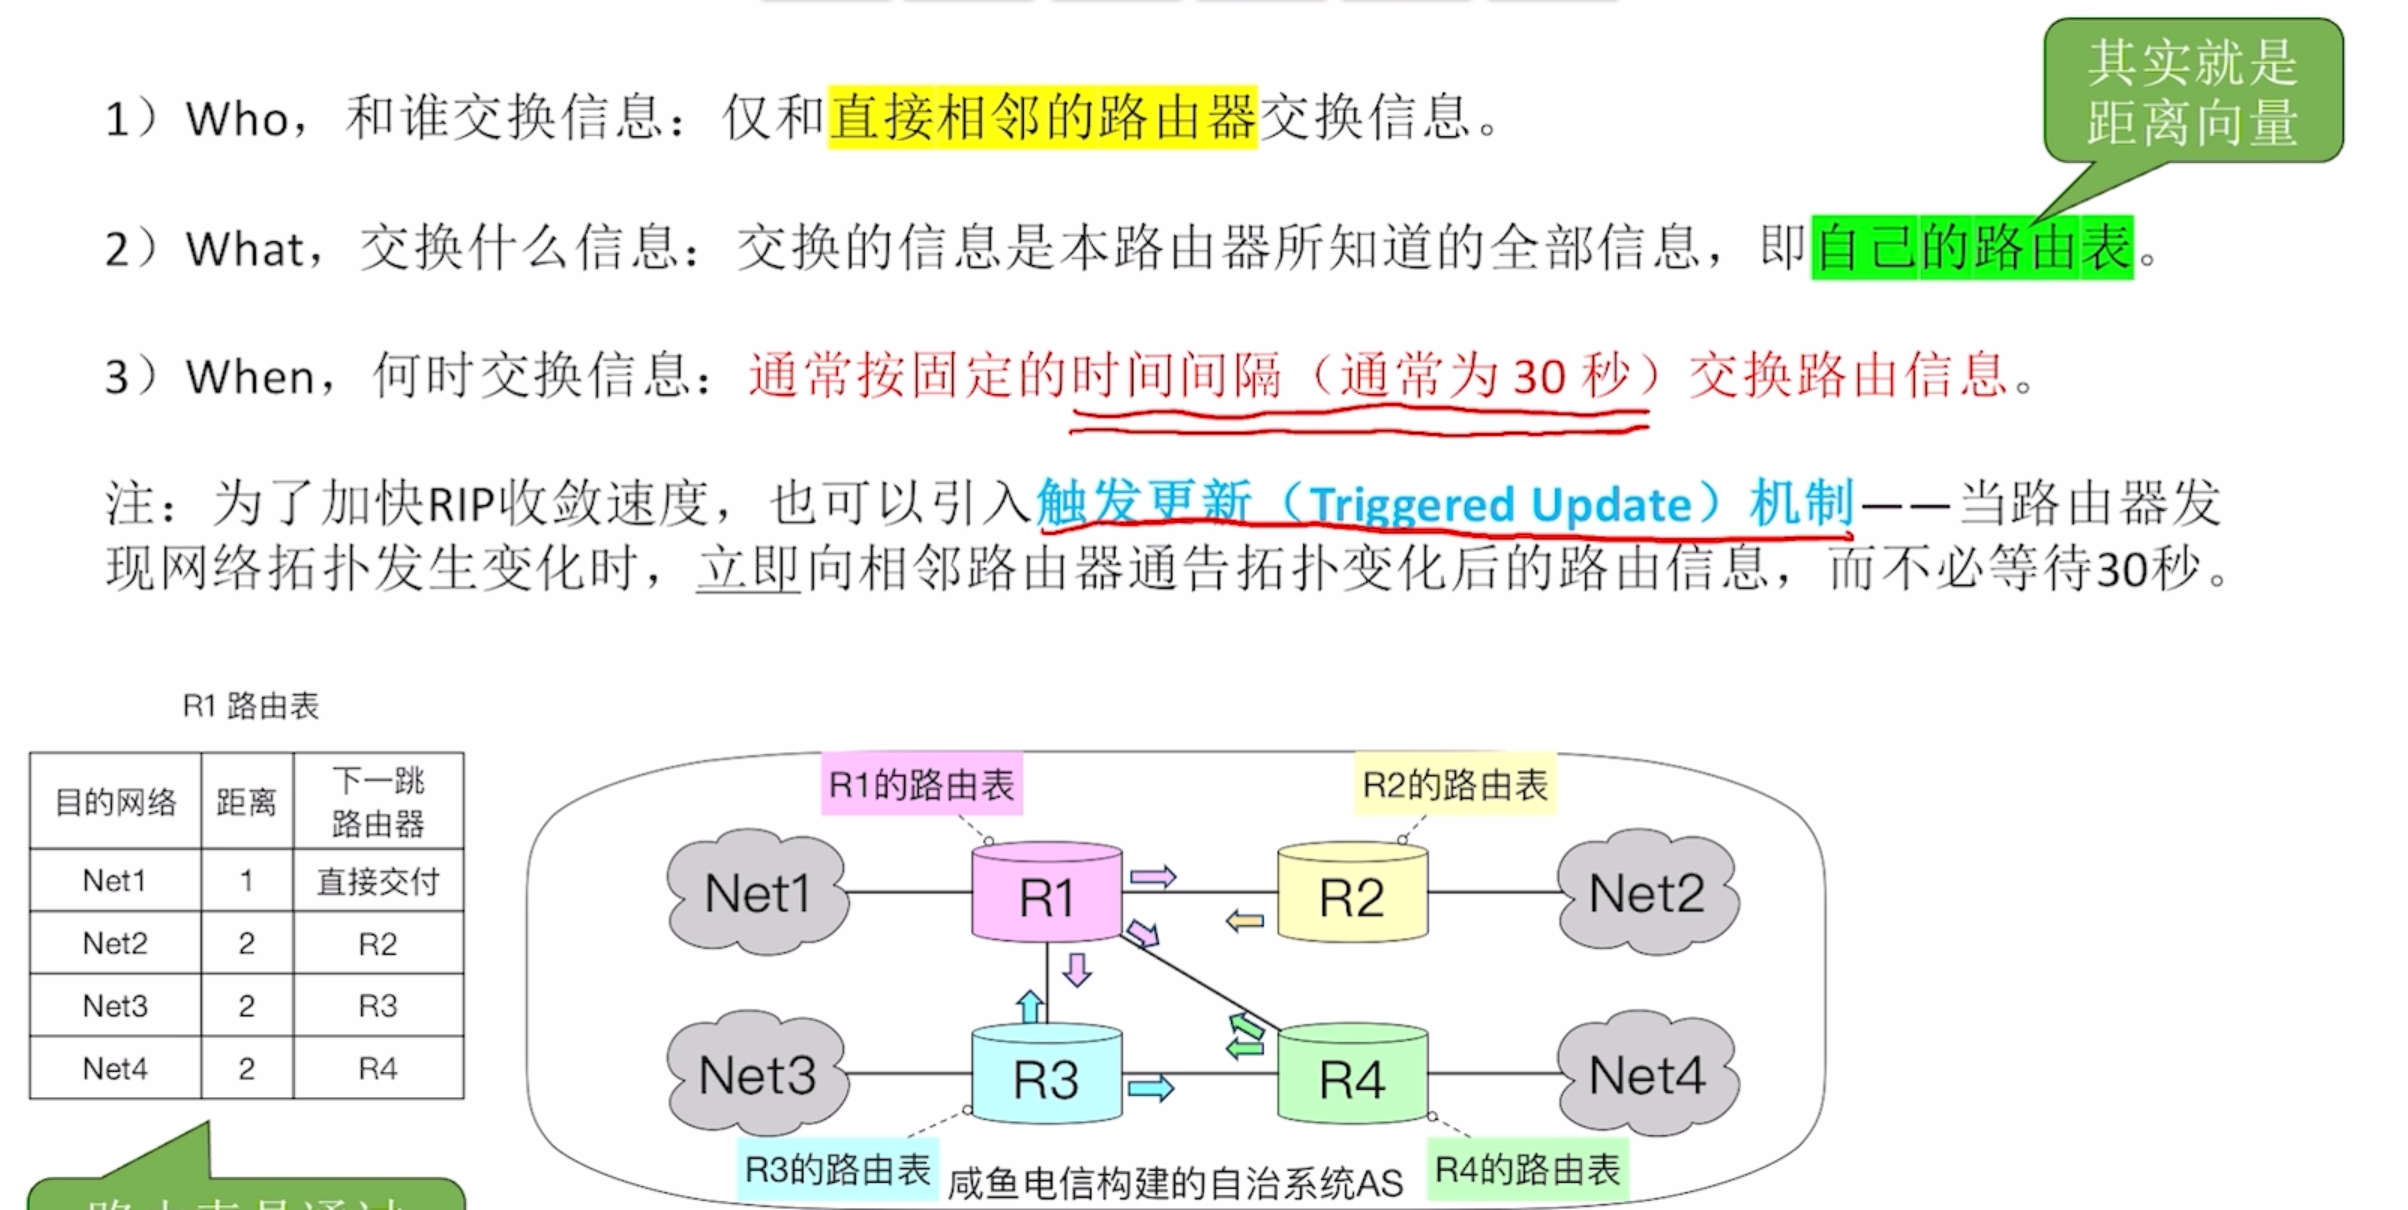 其实就是
距离向量
1）Who，和谁交换信息：仅和直接相邻的路由器交换信息。
2）What，交换什么信息：交换的信息是本路由器所知道的全部信息，即自己的路由表。
3）When，何时交换信息：通常按固定的时间间隔（通常为 30 秒）交换路由信息。
注：为了加快RIP收敛速度，也可以引入触发更新（Triggered Update）机制——当路由器发
现网络拓扑发生变化时，立即向相邻路由器通告拓扑变化后的路由信息，而不必等待30秒。
R1 路由表
目的网络 距离 下一跳
路由器
Net1 1 直接交付
Net2 2 R2
Net3 2 R3
Net4 2 R4
R1的路由表 R2的路由表
Net1 R1 R2 Net2
Net3 R3 R4 Net4
R3的路由表 咸鱼电信构建的自治系统AS R4的路由表